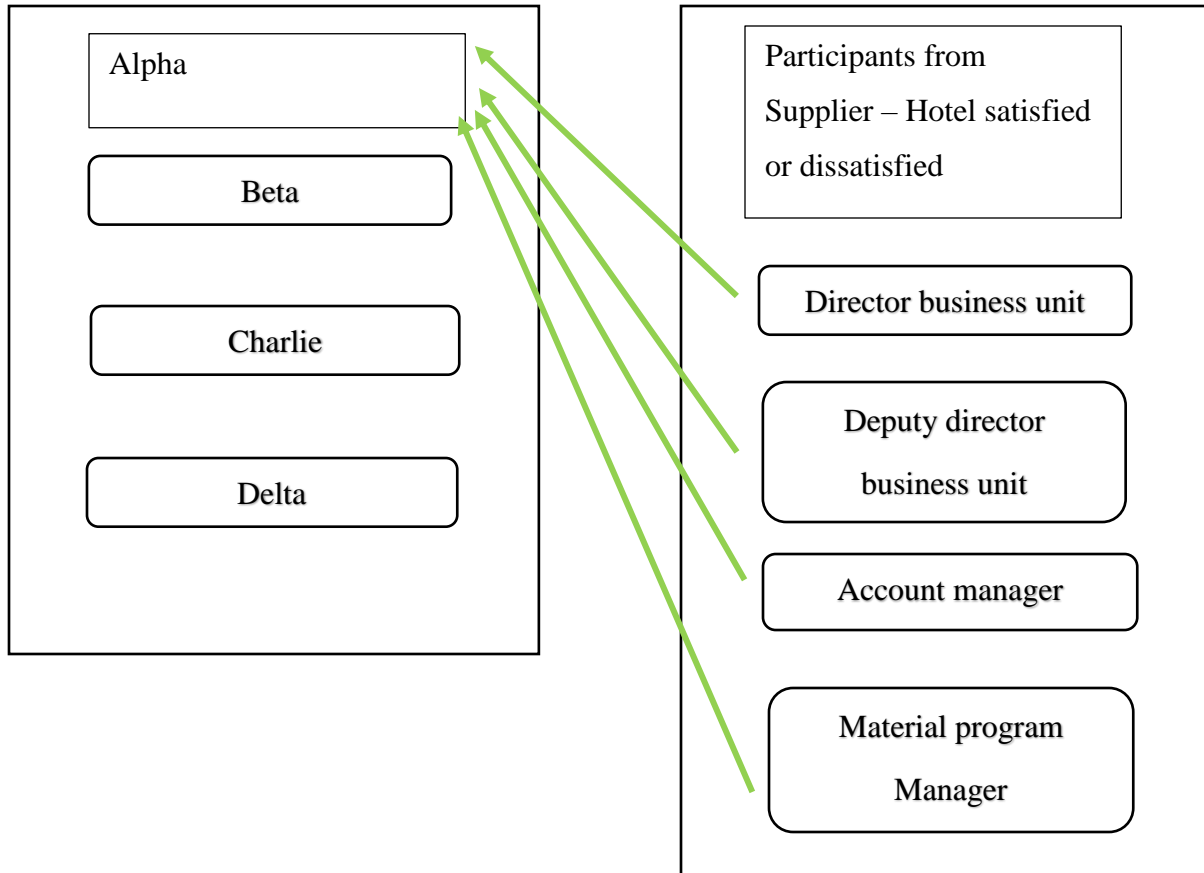 Alpha
Beta
Charlie
Delta
Participants from
Supplier – Hotel satisfied
or dissatisfied
Director business unit
Deputy director
business unit
Account manager
Material program
Manager